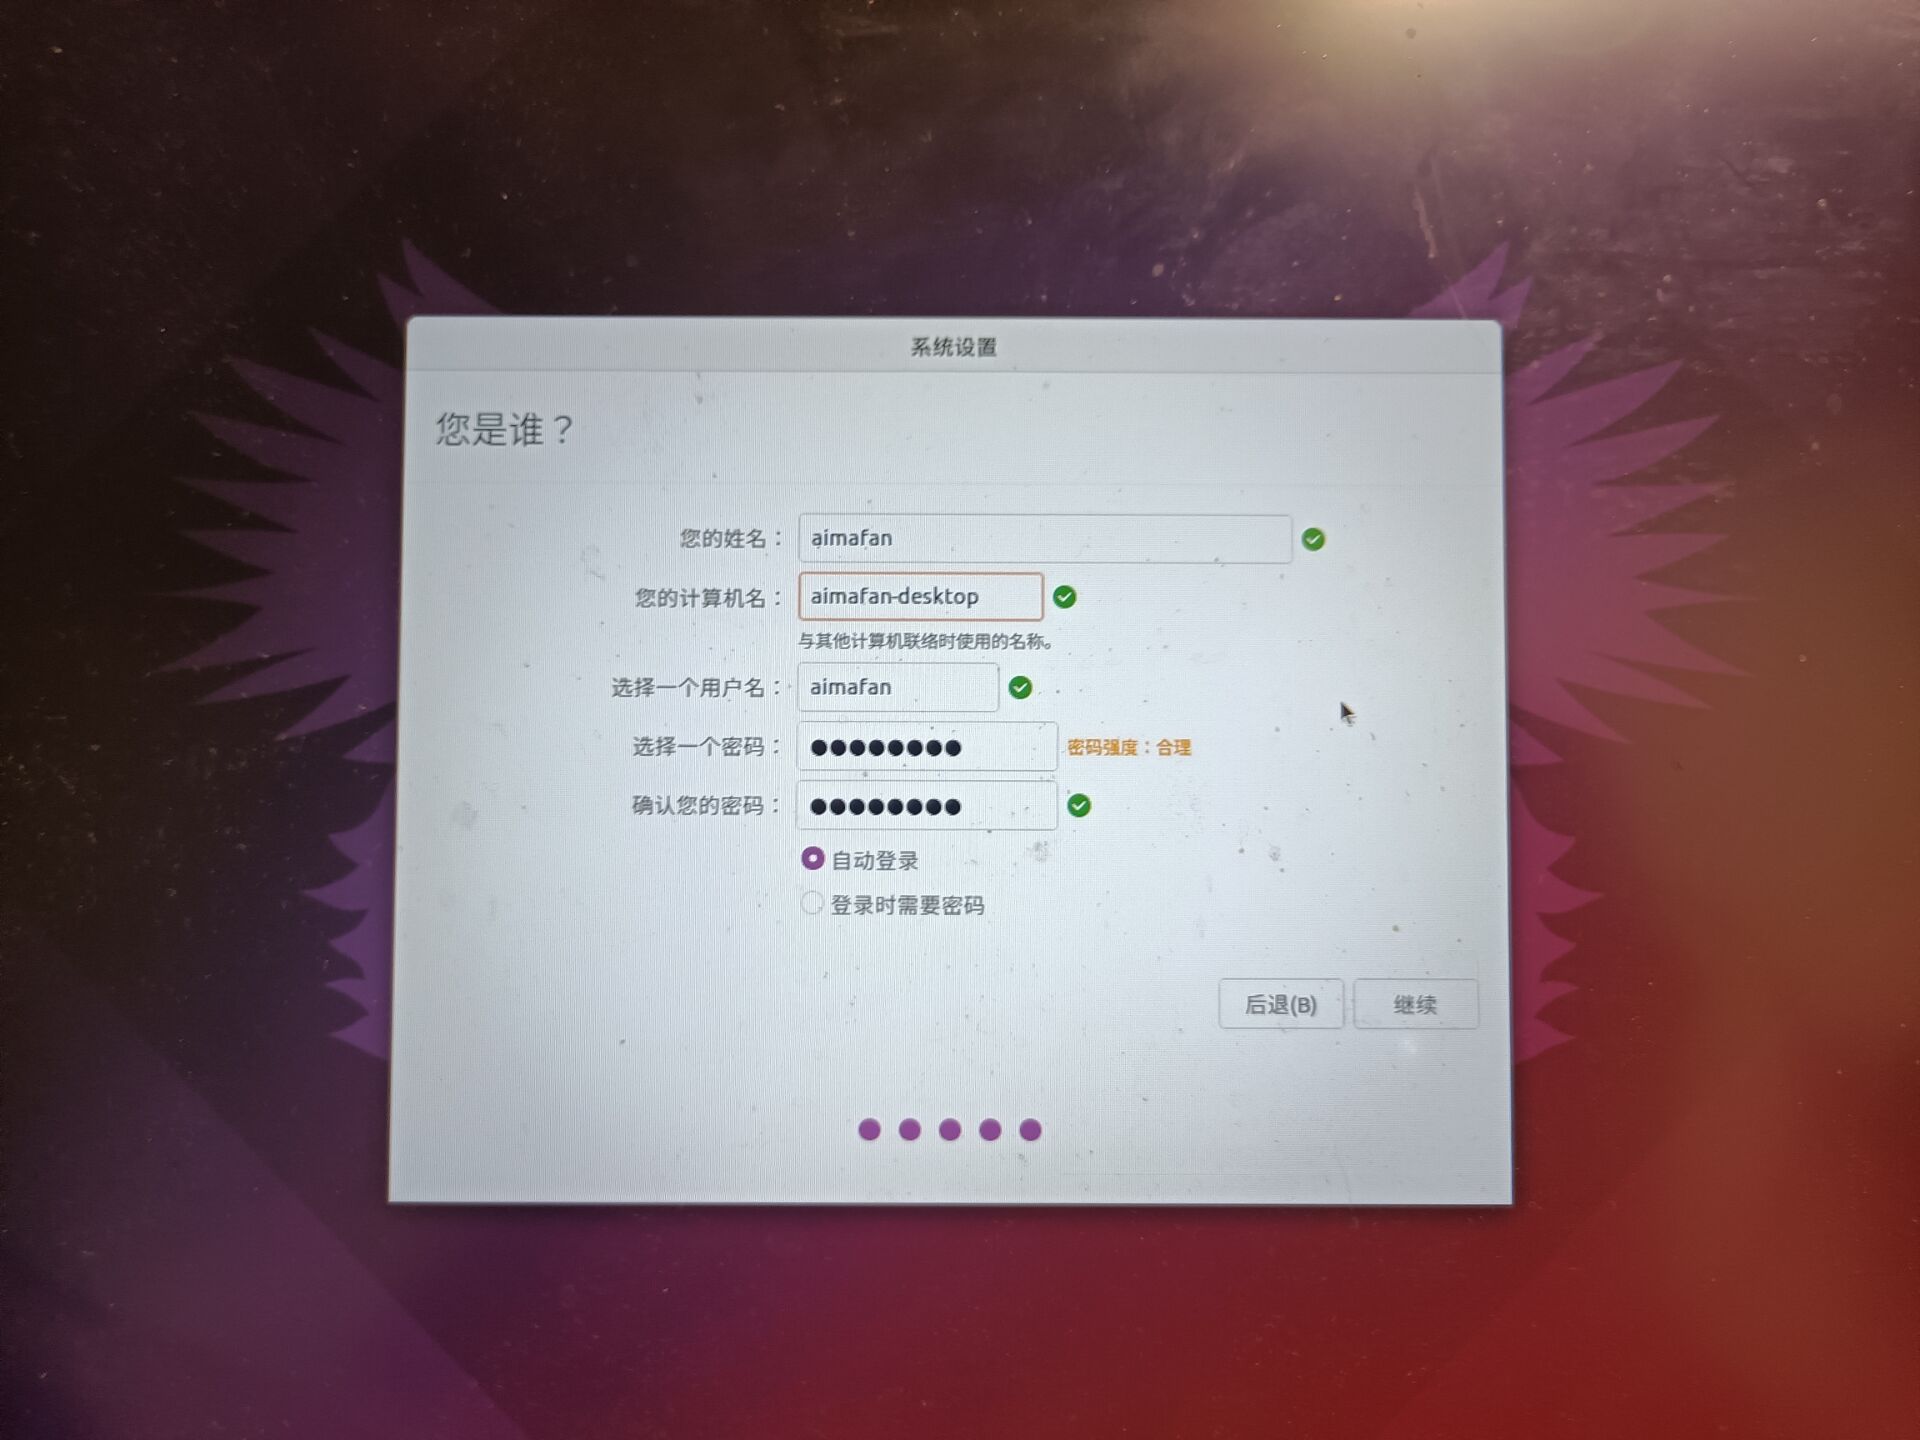 系统设置
您是谁？
您的姓名： aimafan
您的计算机名： aimafan-desktop
与其他计算机联络时使用的名称。
选择一个用户名： aimafan
选择一个密码： ●●●●●●●● 密码强度：合理
确认您的密码： ●●●●●●●●
自动登录
登录时需要密码
后退(B) 继续